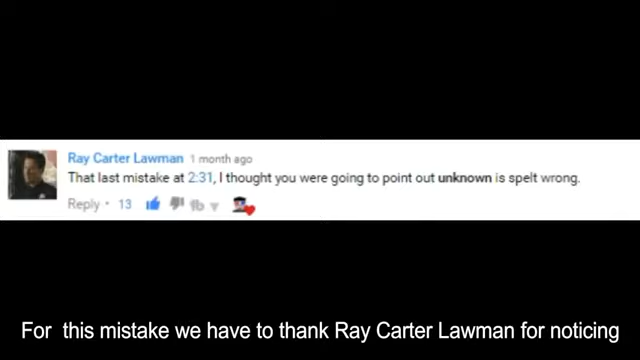 Ray Carter Lawman 1 month ago
That last mistake at 2:31, I thought you were going to point out unknown is spelt wrong.
Reply • 13
For this mistake we have to thank Ray Carter Lawman for noticing